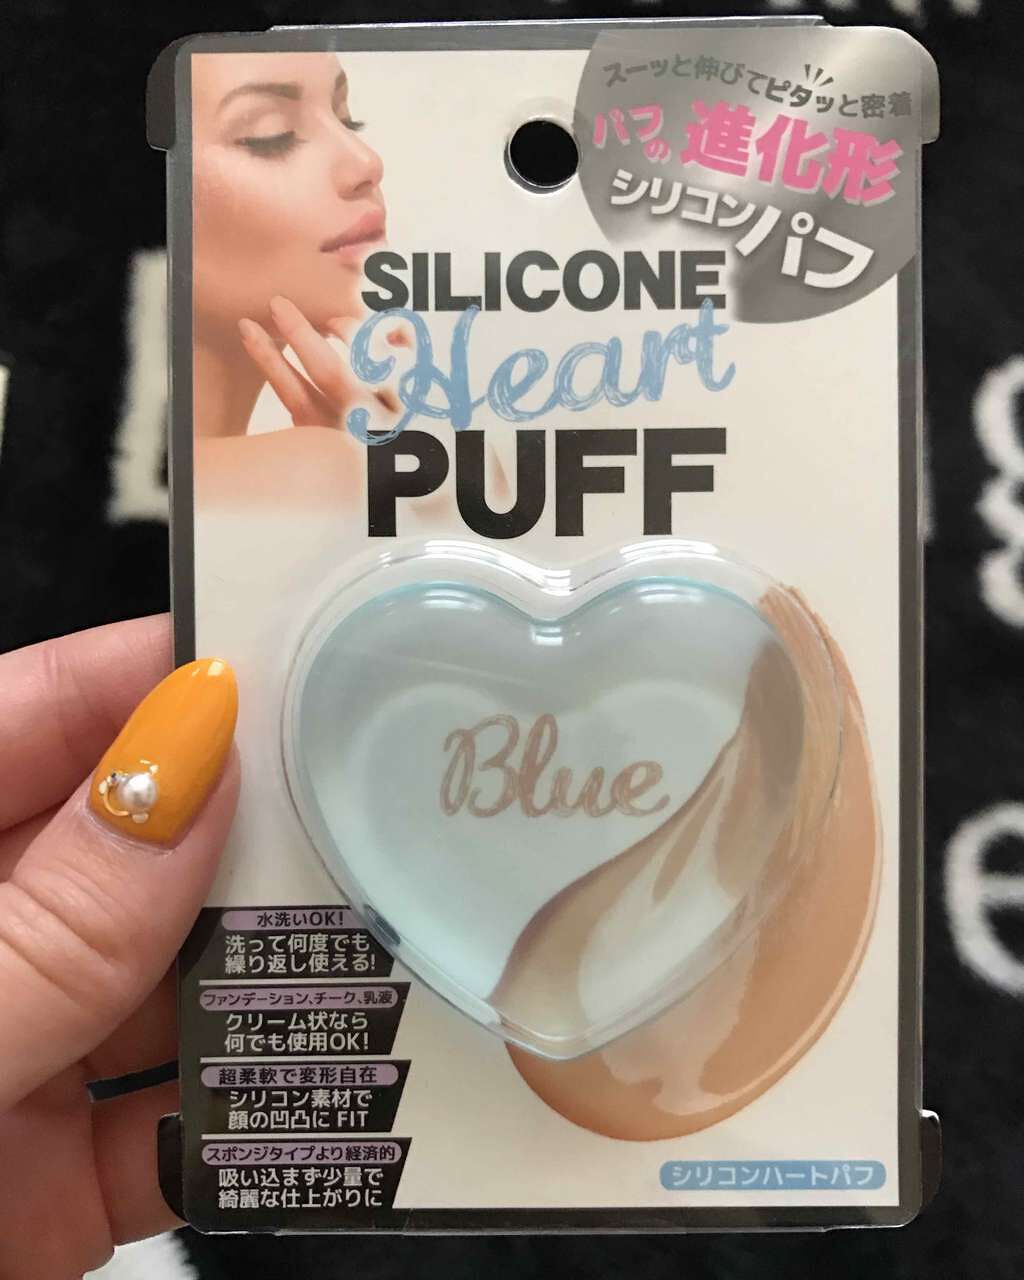 スーッと伸びてピタッと密着
パフの進化形
シリコンパフ
SILICONE
Heart
PUFF
Blue
水洗いOK!
洗って何度でも
繰り返し使える!
ファンデーション、チーク、乳液
クリーム状なら
何でも使用OK!
超柔軟で変形自在
シリコン素材で
顔の凹凸にFIT
スポンジタイプより経済的
吸い込まず少量で
綺麗な仕上がりに
シリコンハートパフ